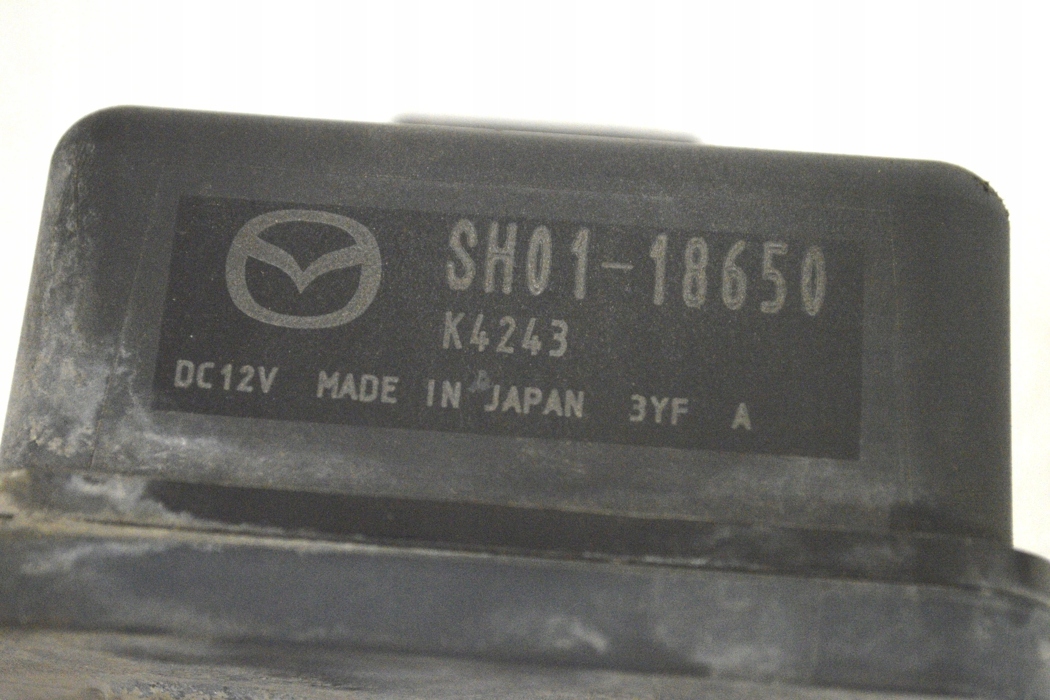 SH01-18650
K4243
DC12V MADE IN JAPAN 3YF A